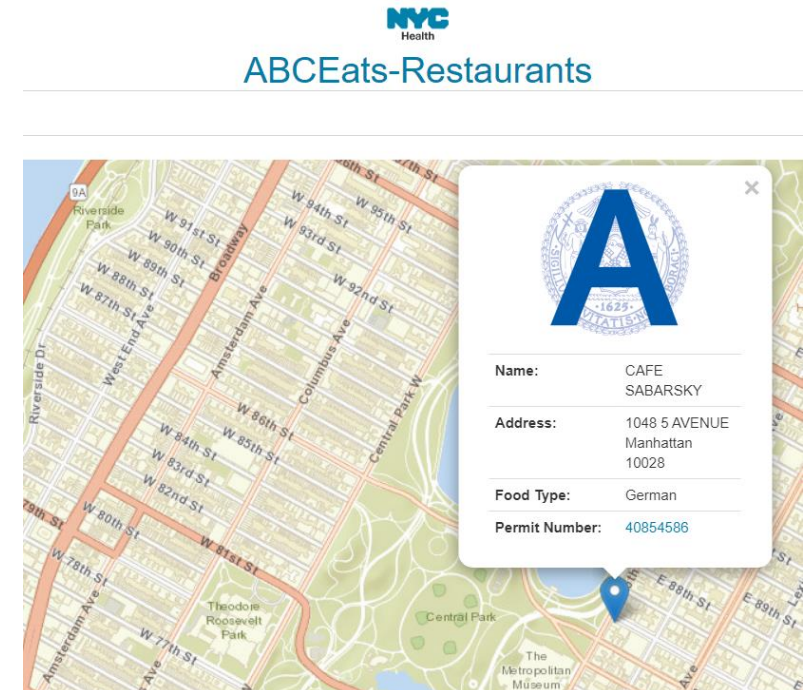 NYC
Health
ABCEats-Restaurants
9A
Riverside
Park
W 91st St
W 90th St
W 89th St
W 88th St
W 87th St
West End Ave
Riverside Dr
Broadway
W 94th St
W 95th St
W 93rd St
W 92nd St
Amsterdam Ave
Columbus Ave
Central Park W
W 86th St
W 85th St
W 84th St
W 83rd St
W 82nd St
79th St
W 80th St
W 81st St
W 78th St
W 77th St
Amsterdam Ave
Theodore
Roosevelt
Park
Central Park
The
Metropolitan
Museum
E 88th St
E 89th St
A
1625
Name: CAFE
SABARSKY
Address: 1048 5 AVENUE
Manhattan
10028
Food Type: German
Permit Number: 40854586